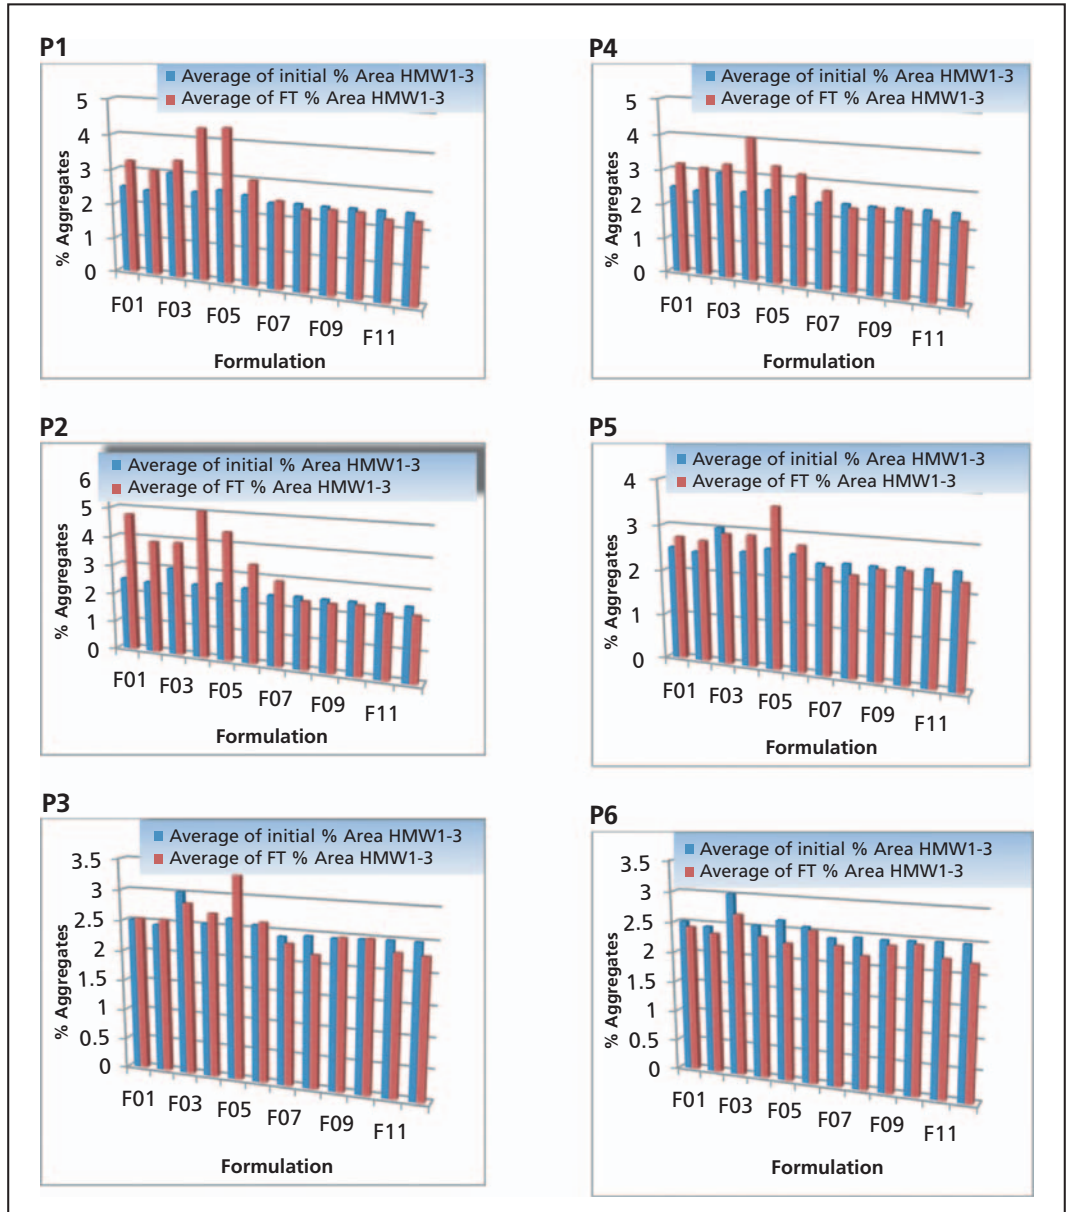 P1
Average of initial % Area HMW1-3
Average of FT % Area HMW1-3
5
4
3
2
1
0
% Aggregates
F01 F03 F05 F07 F09 F11
Formulation
P4
Average of initial % Area HMW1-3
Average of FT % Area HMW1-3
5
4
3
2
1
0
% Aggregates
F01 F03 F05 F07 F09 F11
Formulation
P2
Average of initial % Area HMW1-3
Average of FT % Area HMW1-3
6
5
4
3
2
1
0
% Aggregates
F01 F03 F05 F07 F09 F11
Formulation
P5
Average of initial % Area HMW1-3
Average of FT % Area HMW1-3
4
3
2
1
0
% Aggregates
F01 F03 F05 F07 F09 F11
Formulation
P3
Average of initial % Area HMW1-3
Average of FT % Area HMW1-3
3.5
3
2.5
2
1.5
1
0.5
0
% Aggregates
F01 F03 F05 F07 F09 F11
Formulation
P6
Average of initial % Area HMW1-3
Average of FT % Area HMW1-3
3.5
3
2.5
2
1.5
1
0.5
0
% Aggregates
F01 F03 F05 F07 F09 F11
Formulation